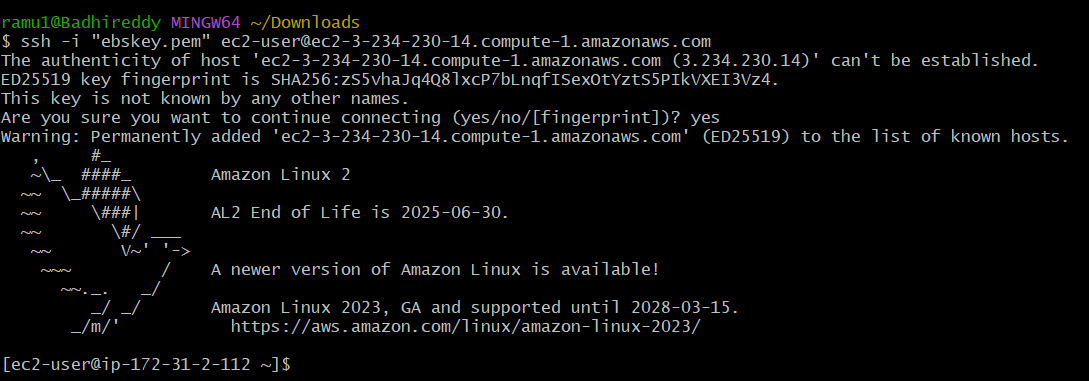 ramu1@Badhireddy MINGW64 ~/Downloads
$ ssh -i "ebskey.pem" ec2-user@ec2-3-234-230-14.compute-1.amazonaws.com
The authenticity of host 'ec2-3-234-230-14.compute-1.amazonaws.com (3.234.230.14)' can't be established.
ED25519 key fingerprint is SHA256:zS5vhaJq4Q8lxCP7bLnqfISexOtYztS5PIkVXEI3Vz4.
This key is not known by any other names.
Are you sure you want to continue connecting (yes/no/[fingerprint])? yes
Warning: Permanently added 'ec2-3-234-230-14.compute-1.amazonaws.com' (ED25519) to the list of known hosts.
   ,     #_
   ~\_  ####_        Amazon Linux 2
  ~~  \_#####\
  ~~     \###|       AL2 End of Life is 2025-06-30.
  ~~       \#/ ___
   ~~       V~' '->
    ~~~         /    A newer version of Amazon Linux is available!
      ~~._.   _/
         _/ _/       Amazon Linux 2023, GA and supported until 2028-03-15.
       _/m/'           https://aws.amazon.com/linux/amazon-linux-2023/
[ec2-user@ip-172-31-2-112 ~]$